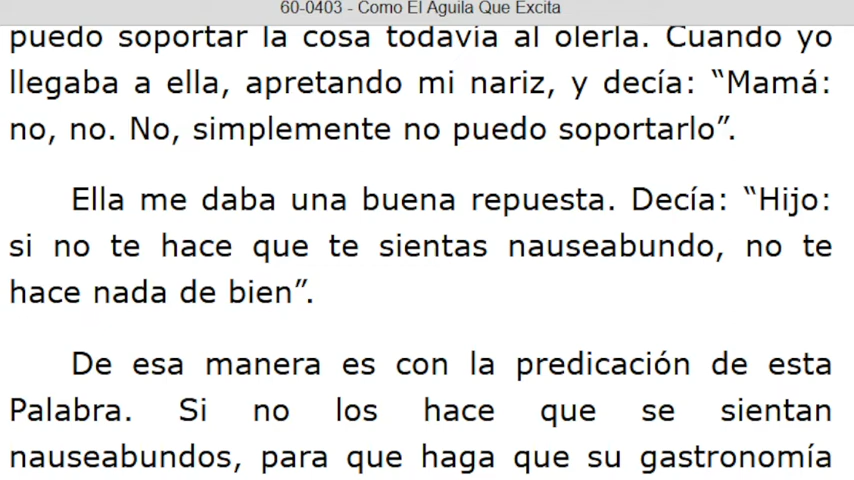 60-0403 - Como El Aguila Que Excita
puedo soportar la cosa todavía al olerla. Cuando yo
llegaba a ella, apretando mi nariz, y decía: “Mamá:
no, no. No, simplemente no puedo soportarlo”.
Ella me daba una buena repuesta. Decía: “Hijo:
si no te hace que te sientas nauseabundo, no te
hace nada de bien”.
De esa manera es con la predicación de esta
Palabra. Si no los hace que se sientan
nauseabundos, para que haga que su gastronomía